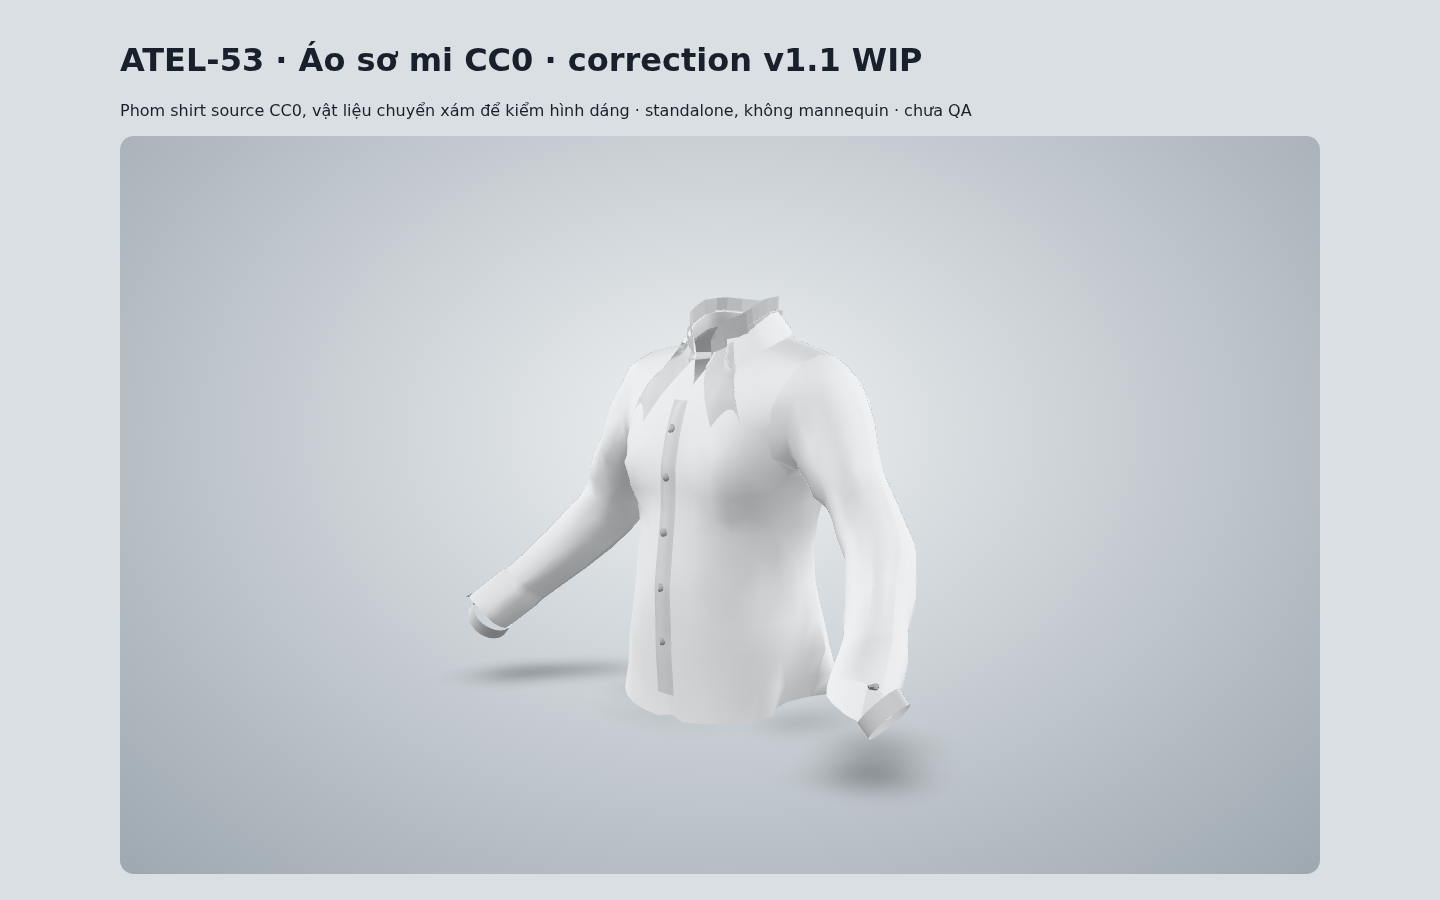 ATEL-53 · Áo sơ mi CC0 · correction v1.1 WIP
Phom shirt source CC0, vật liệu chuyển xám để kiểm hình dáng · standalone, không mannequin · chưa QA